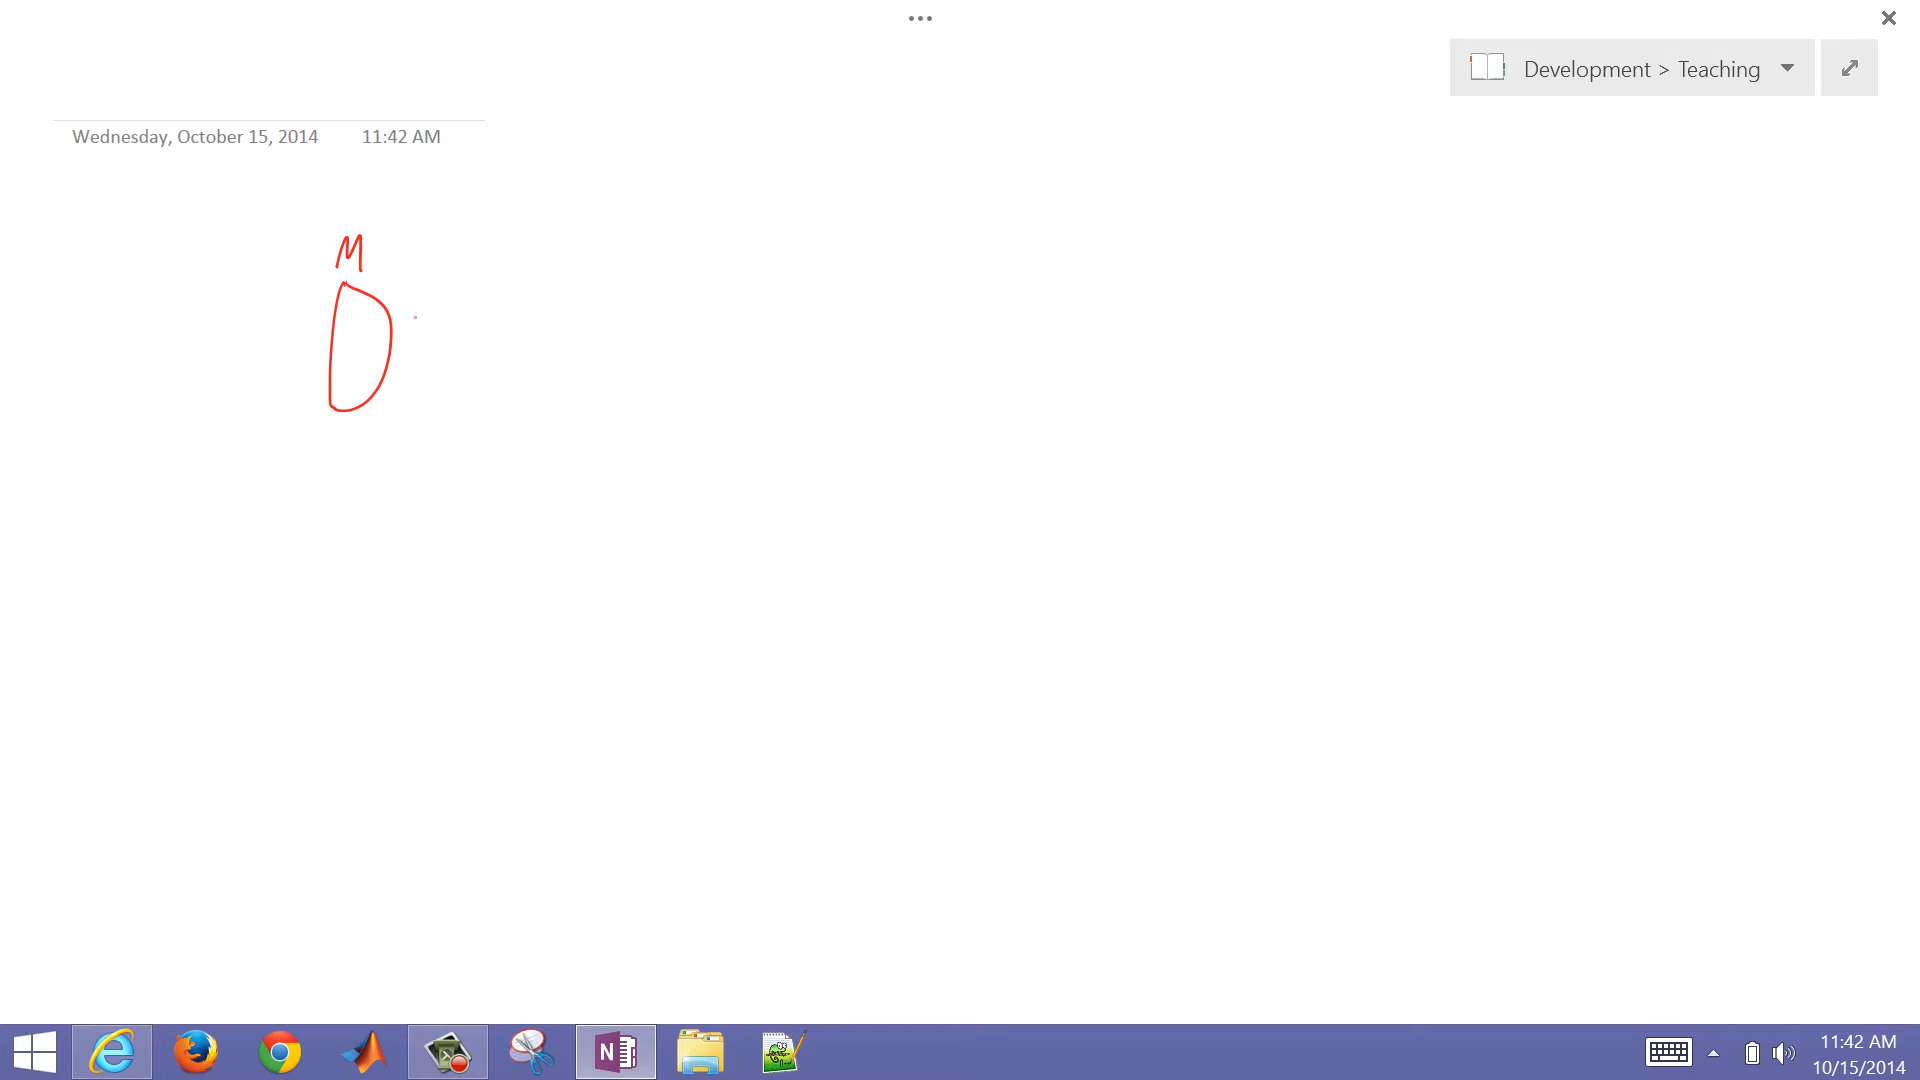 Development > Teaching
Wednesday, October 15, 2014 11:42 AM
M
D
11:42 AM
10/15/2014